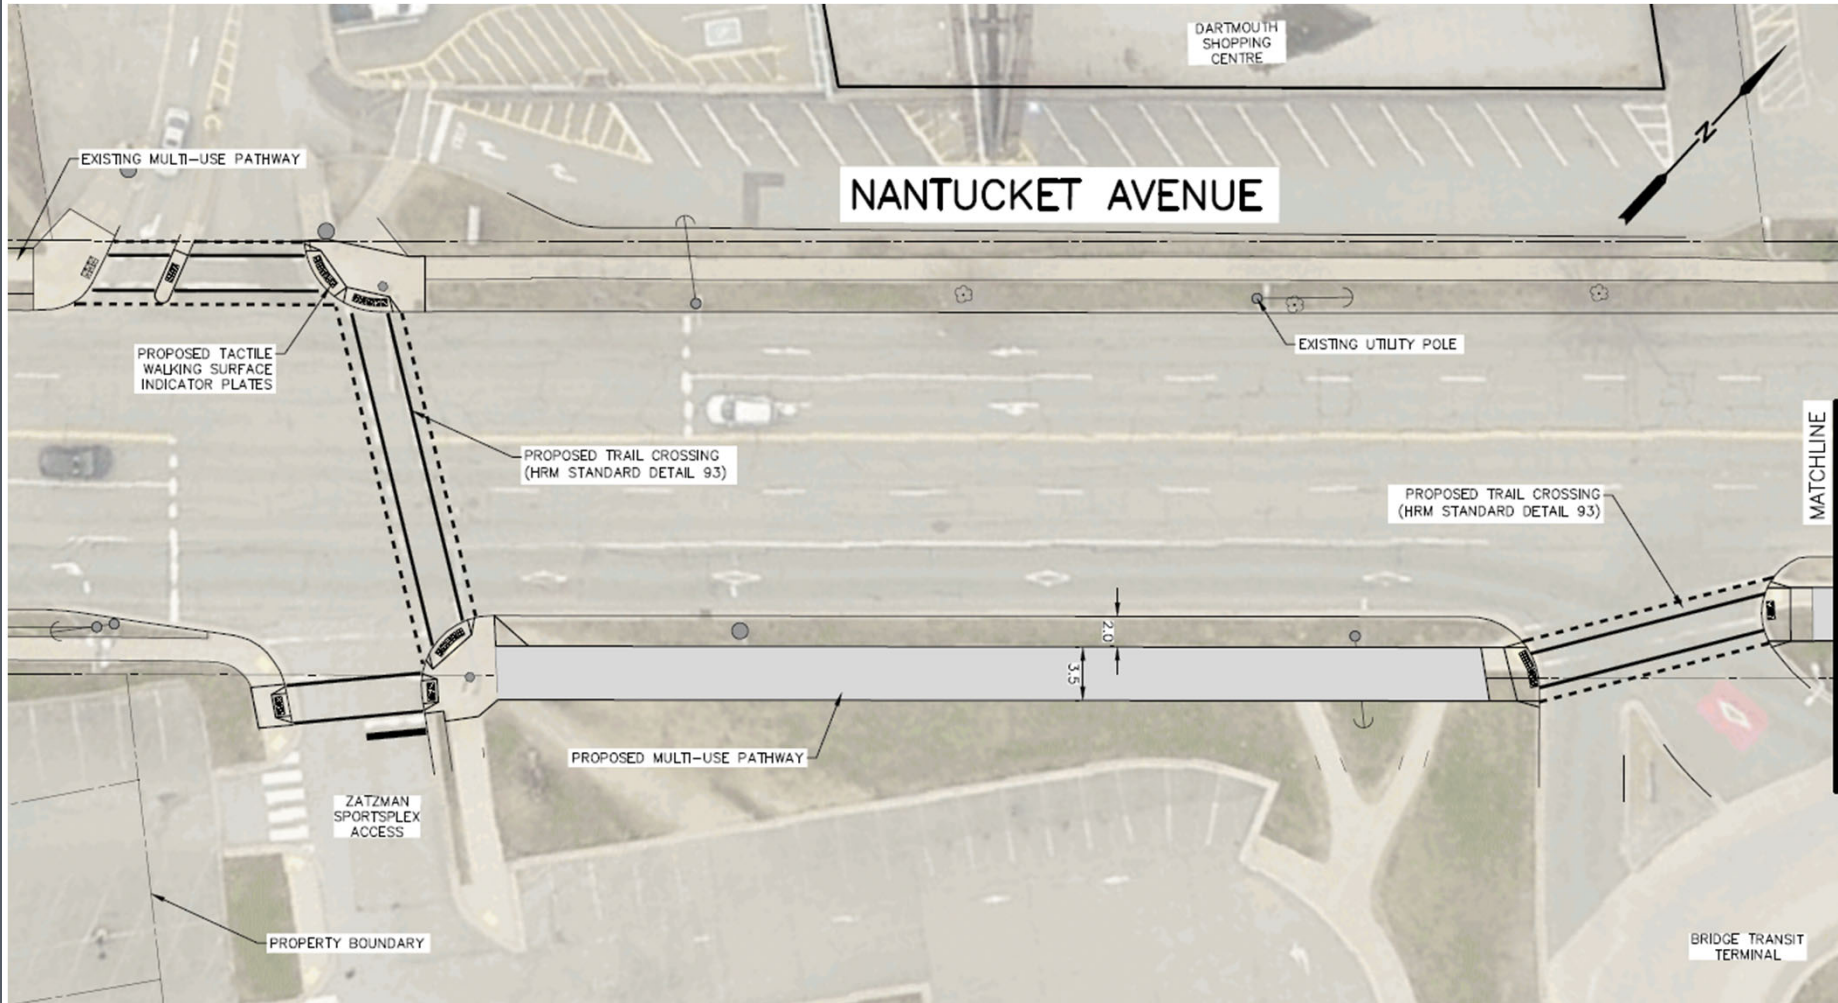 DARTMOUTH
SHOPPING
CENTRE
N
EXISTING MULTI-USE PATHWAY
NANTUCKET AVENUE
EXISTING UTILITY POLE
PROPOSED TACTILE
WALKING SURFACE
INDICATOR PLATES
MATCHLINE
PROPOSED TRAIL CROSSING
(HRM STANDARD DETAIL 93)
PROPOSED TRAIL CROSSING
(HRM STANDARD DETAIL 93)
2.0
3.5
PROPOSED MULTI-USE PATHWAY
ZATZMAN
SPORTSPLEX
ACCESS
PROPERTY BOUNDARY
BRIDGE TRANSIT
TERMINAL